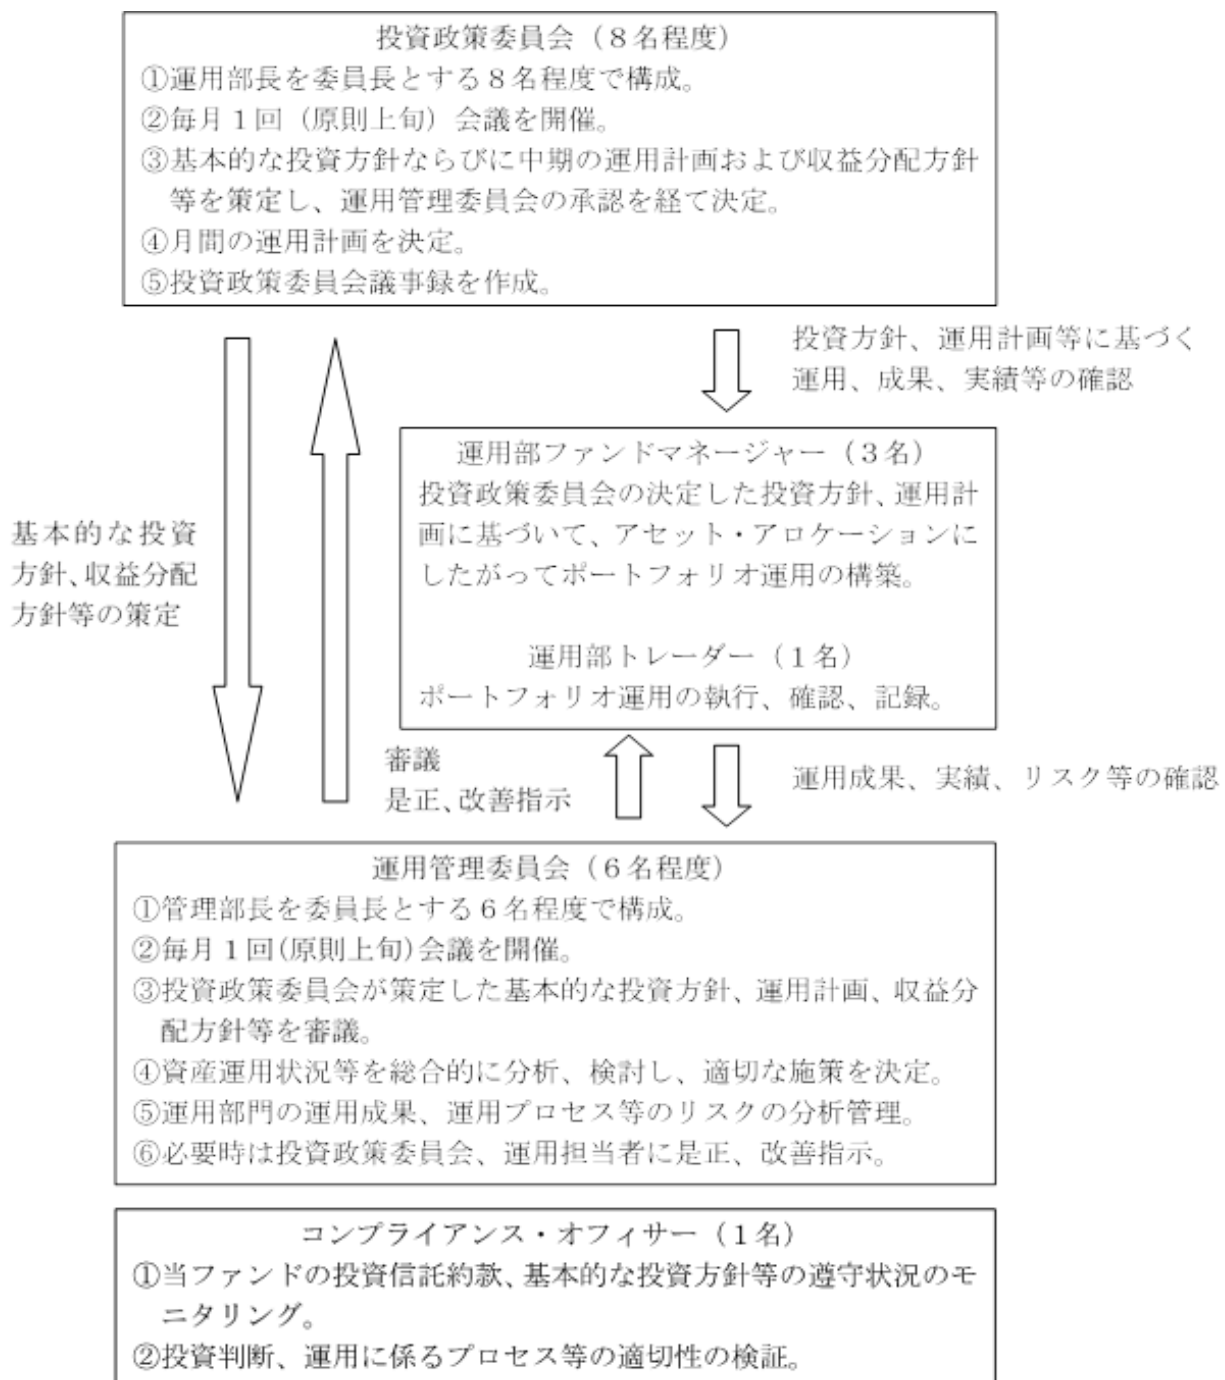 投資政策委員会（８名程度）
①運用部長を委員長とする８名程度で構成。
②毎月１回（原則上旬）会議を開催。
③基本的な投資方針ならびに中期の運用計画および収益分配方針
等を策定し、運用管理委員会の承認を経て決定。
④月間の運用計画を決定。
⑤投資政策委員会議事録を作成。
投資方針、運用計画等に基づく
運用、成果、実績等の確認
運用部ファンドマネージャー（３名）
投資政策委員会の決定した投資方針、運用計
画に基づいて、アセット・アロケーションに
したがってポートフォリオ運用の構築。
運用部トレーダー（１名）
ポートフォリオ運用の執行、確認、記録。
基本的な投資
方針、収益分配
方針等の策定
審議
是正、改善指示
運用成果、実績、リスク等の確認
運用管理委員会（６名程度）
①管理部長を委員長とする６名程度で構成。
②毎月１回(原則上旬)会議を開催。
③投資政策委員会が策定した基本的な投資方針、運用計画、収益分
配方針等を審議。
④資産運用状況等を総合的に分析、検討し、適切な施策を決定。
⑤運用部門の運用成果、運用プロセス等のリスクの分析管理。
⑥必要時は投資政策委員会、運用担当者に是正、改善指示。
コンプライアンス・オフィサー（１名）
①当ファンドの投資信託約款、基本的な投資方針等の遵守状況のモ
ニタリング。
②投資判断、運用に係るプロセス等の適切性の検証。